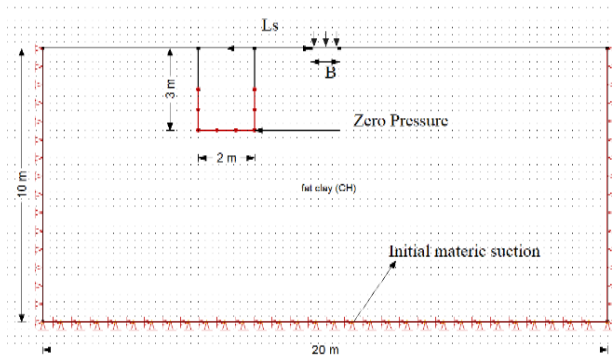 Ls
B
3 m
Zero Pressure
2 m
10 m
fat clay (CH)
Initial materic suction
20 m